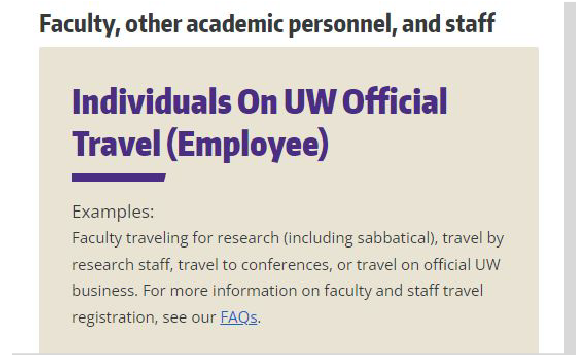 Faculty, other academic personnel, and staff
Individuals On UW Official
Travel (Employee)
Examples:
Faculty traveling for research (including sabbatical), travel by
research staff, travel to conferences, or travel on official UW
business. For more information on faculty and staff travel
registration, see our FAQs.